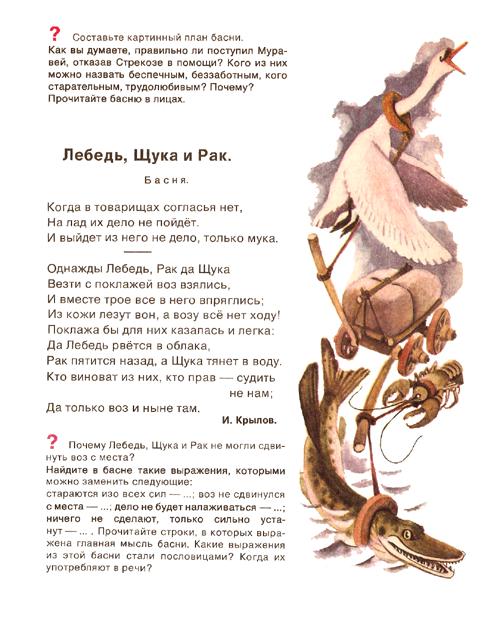 ? Составьте картинный план басни.
Как вы думаете, правильно ли поступил Мура-
вей, отказав Стрекозе в помощи? Кого из них
можно назвать беспечным, беззаботным, кого
старательным, трудолюбивым? Почему?
Прочитайте басню в лицах.
Лебедь, Щука и Рак.
Басня.
Когда в товарищах согласья нет,
На лад их дело не пойдёт.
И выйдет из него не дело, только мука.
Однажды Лебедь, Рак да Щука
Везти с поклажей воз взялись,
И вместе трое все в него впряглись;
Из кожи лезут вон, а возу всё нет ходу!
Поклажа бы для них казалась и легка:
Да Лебедь рвётся в облака,
Рак пятится назад, а Щука тянет в воду.
Кто виноват из них, кто прав — судить
не нам;
Да только воз и ныне там.
И. Крылов.
? Почему Лебедь, Щука и Рак не могли сдви-
нуть воз с места?
Найдите в басне такие выражения, которыми
можно заменить следующие:
стараются изо всех сил — ...; воз не сдвинулся
с места — ...; дело не будет налаживаться — ...;
ничего не сделают, только сильно уста-
нут — ... . Прочитайте строки, в которых выра-
жена главная мысль басни. Какие выражения
из этой басни стали пословицами? Когда их
употребляют в речи?